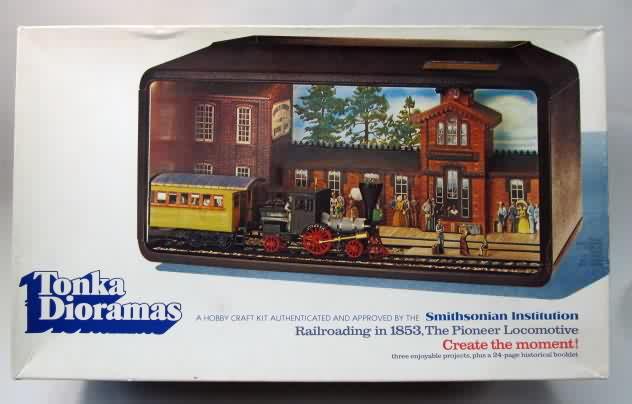 Tonka
Dioramas
A HOBBY CRAFT KIT AUTHENTICATED AND APPROVED BY THE Smithsonian Institution
Railroading in 1853, The Pioneer Locomotive
Create the moment!
three enjoyable projects, plus a 24-page historical booklet